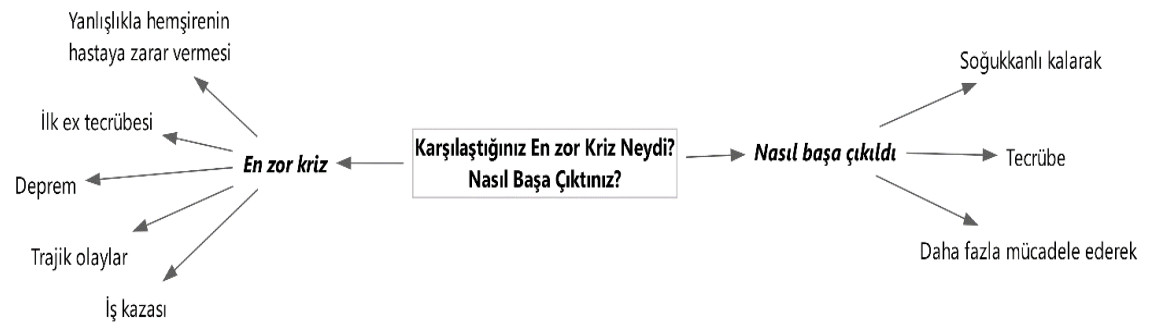 Yanlışlıkla hemşirenin
hastaya zarar vermesi
İlk ex tecrübesi
Deprem
Trajik olaylar
İş kazası
En zor kriz
Karşılaştığınız En zor Kriz Neydi?
Nasıl Başa Çıktınız?
Nasıl başa çıkıldı
Soğukkanlı kalarak
Tecrübe
Daha fazla mücadele ederek